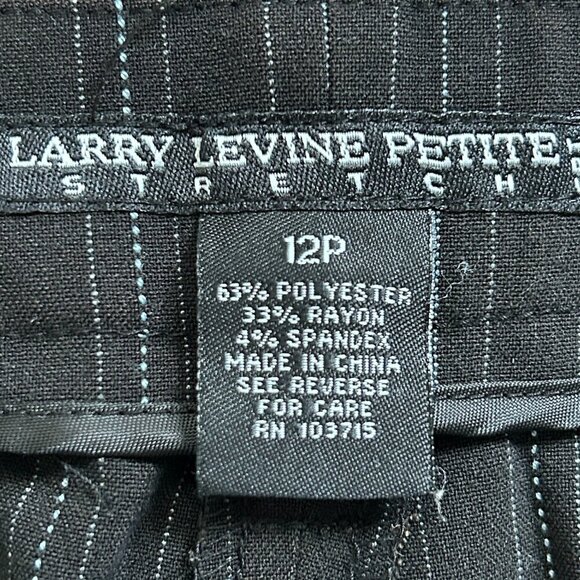 LARRY LEVINE PETITE
STRETCH
12P
63% POLYESTER
33% RAYON
4% SPANDEX
MADE IN CHINA
SEE REVERSE
FOR CARE
RN 103715